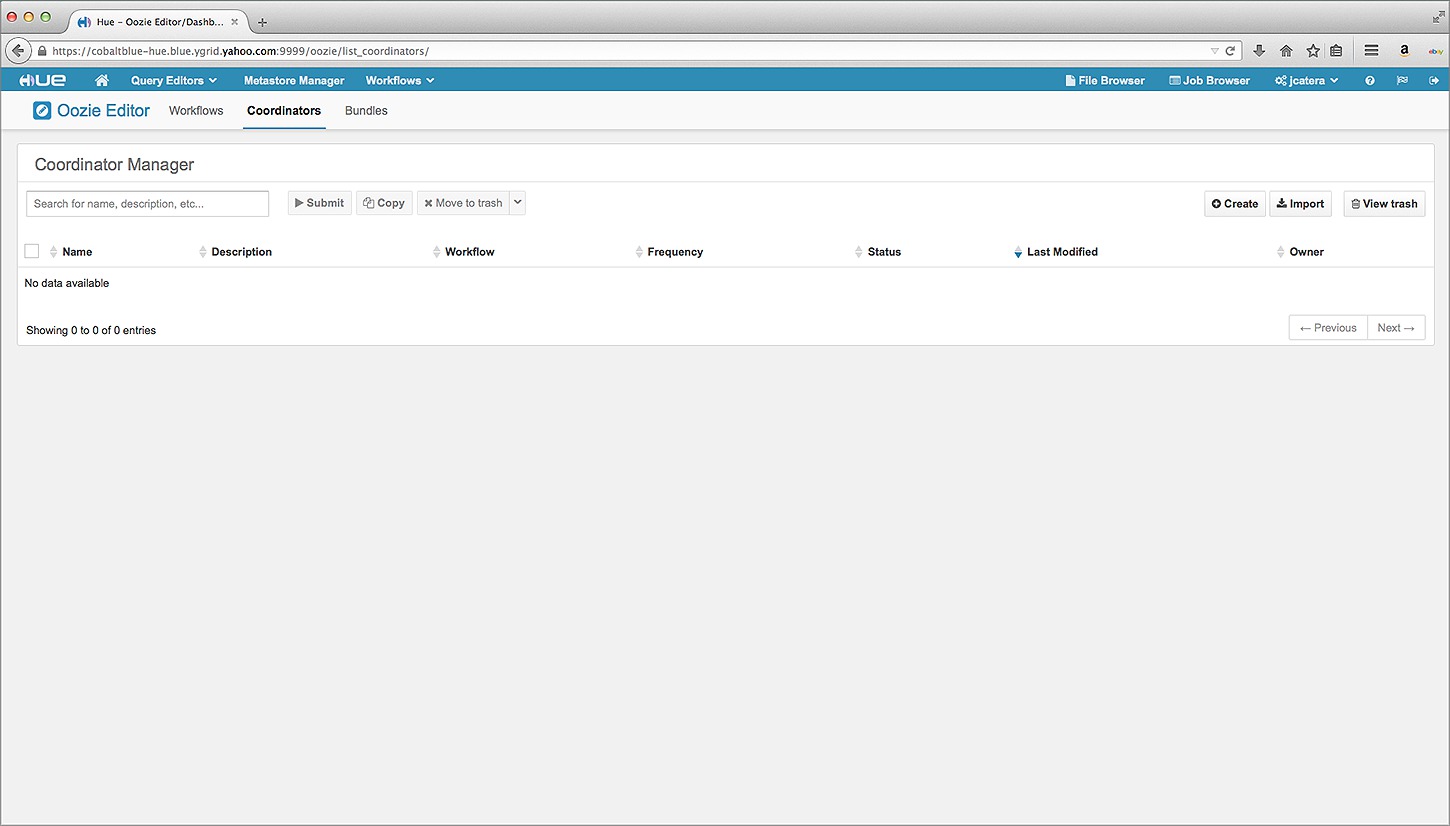 Hue - Oozie Editor/Dashb...
https://cobaltblue-hue.blue.ygrid.yahoo.com:9999/oozie/list_coordinators/
a
ebay
HUE Query Editors Metastore Manager Workflows File Browser Job Browser jcatera
Oozie Editor Workflows Coordinators Bundles
Coordinator Manager
Search for name, description, etc... Submit Copy Move to trash Create Import View trash
Name Description Workflow Frequency Status Last Modified Owner
No data available
Showing 0 to 0 of 0 entries ← Previous Next →